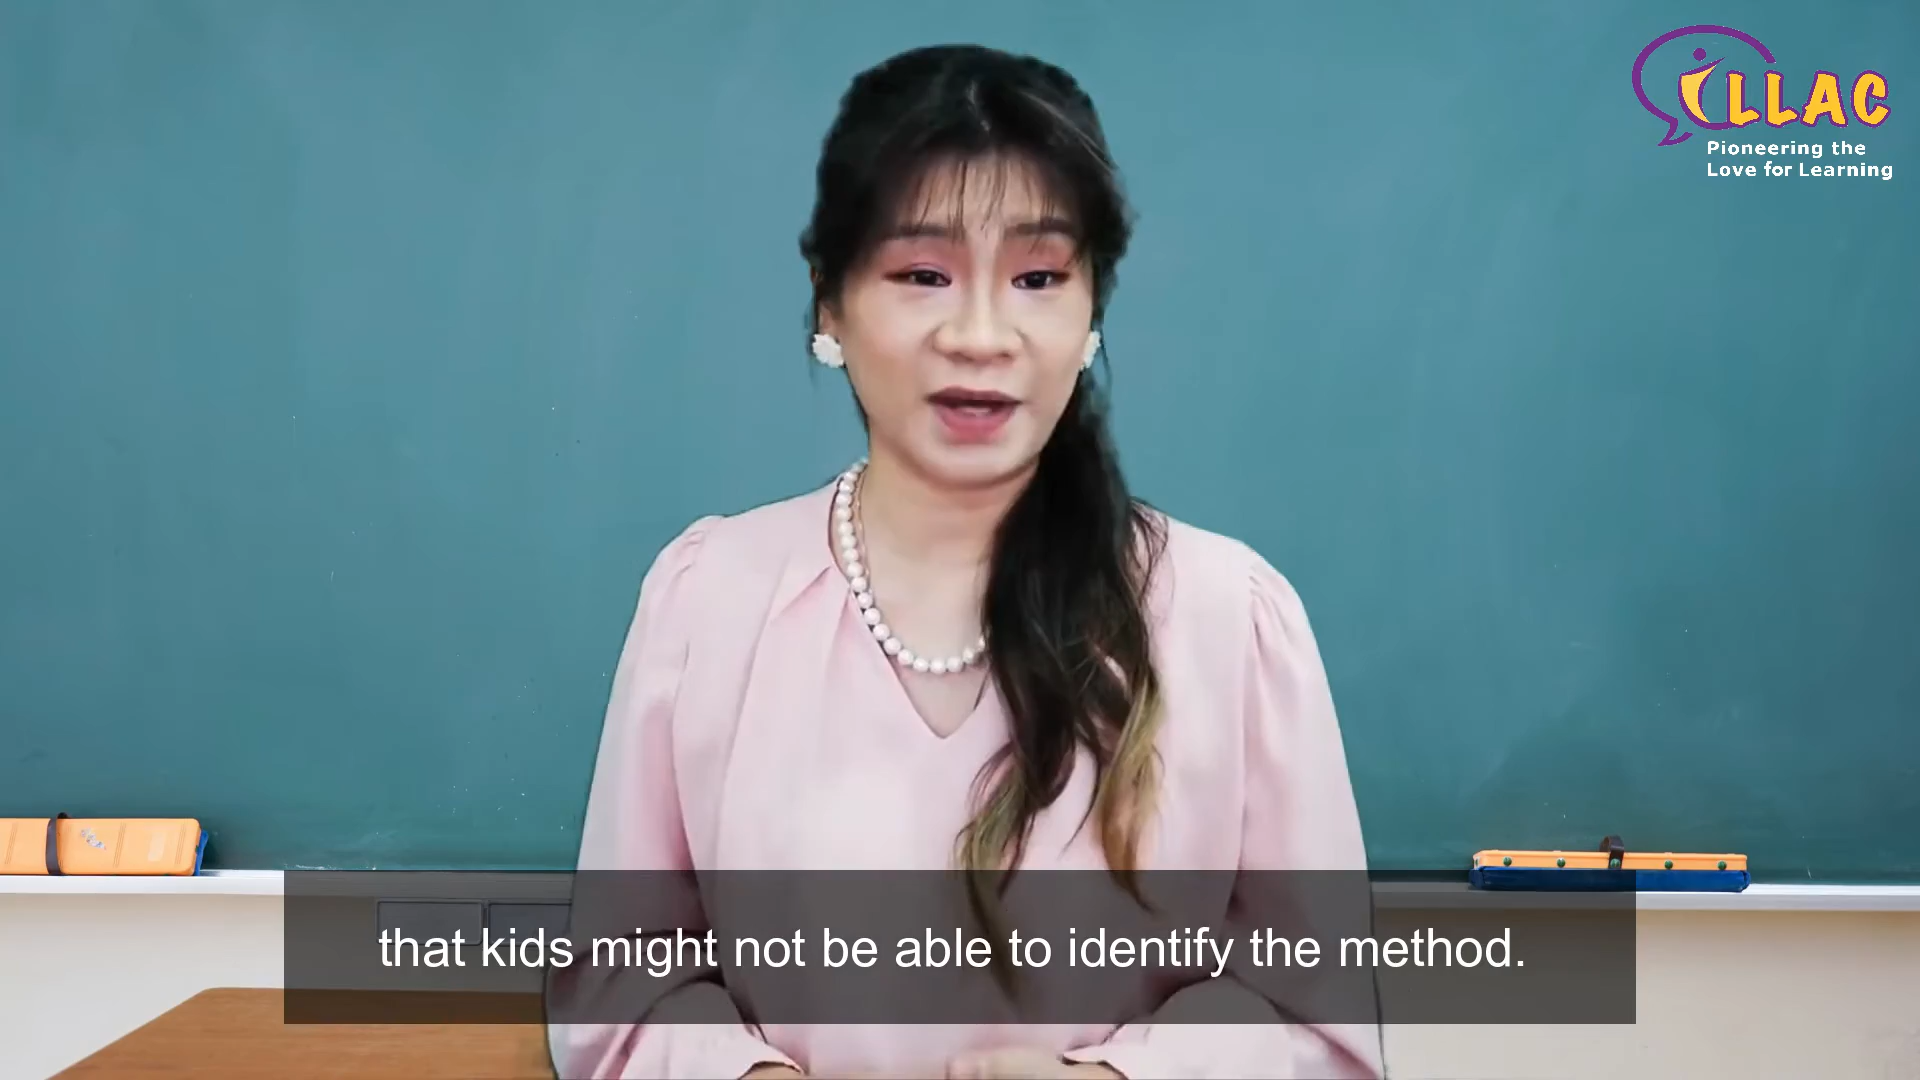 iLLAC
Pioneering the
Love for Learning
that kids might not be able to identify the method.